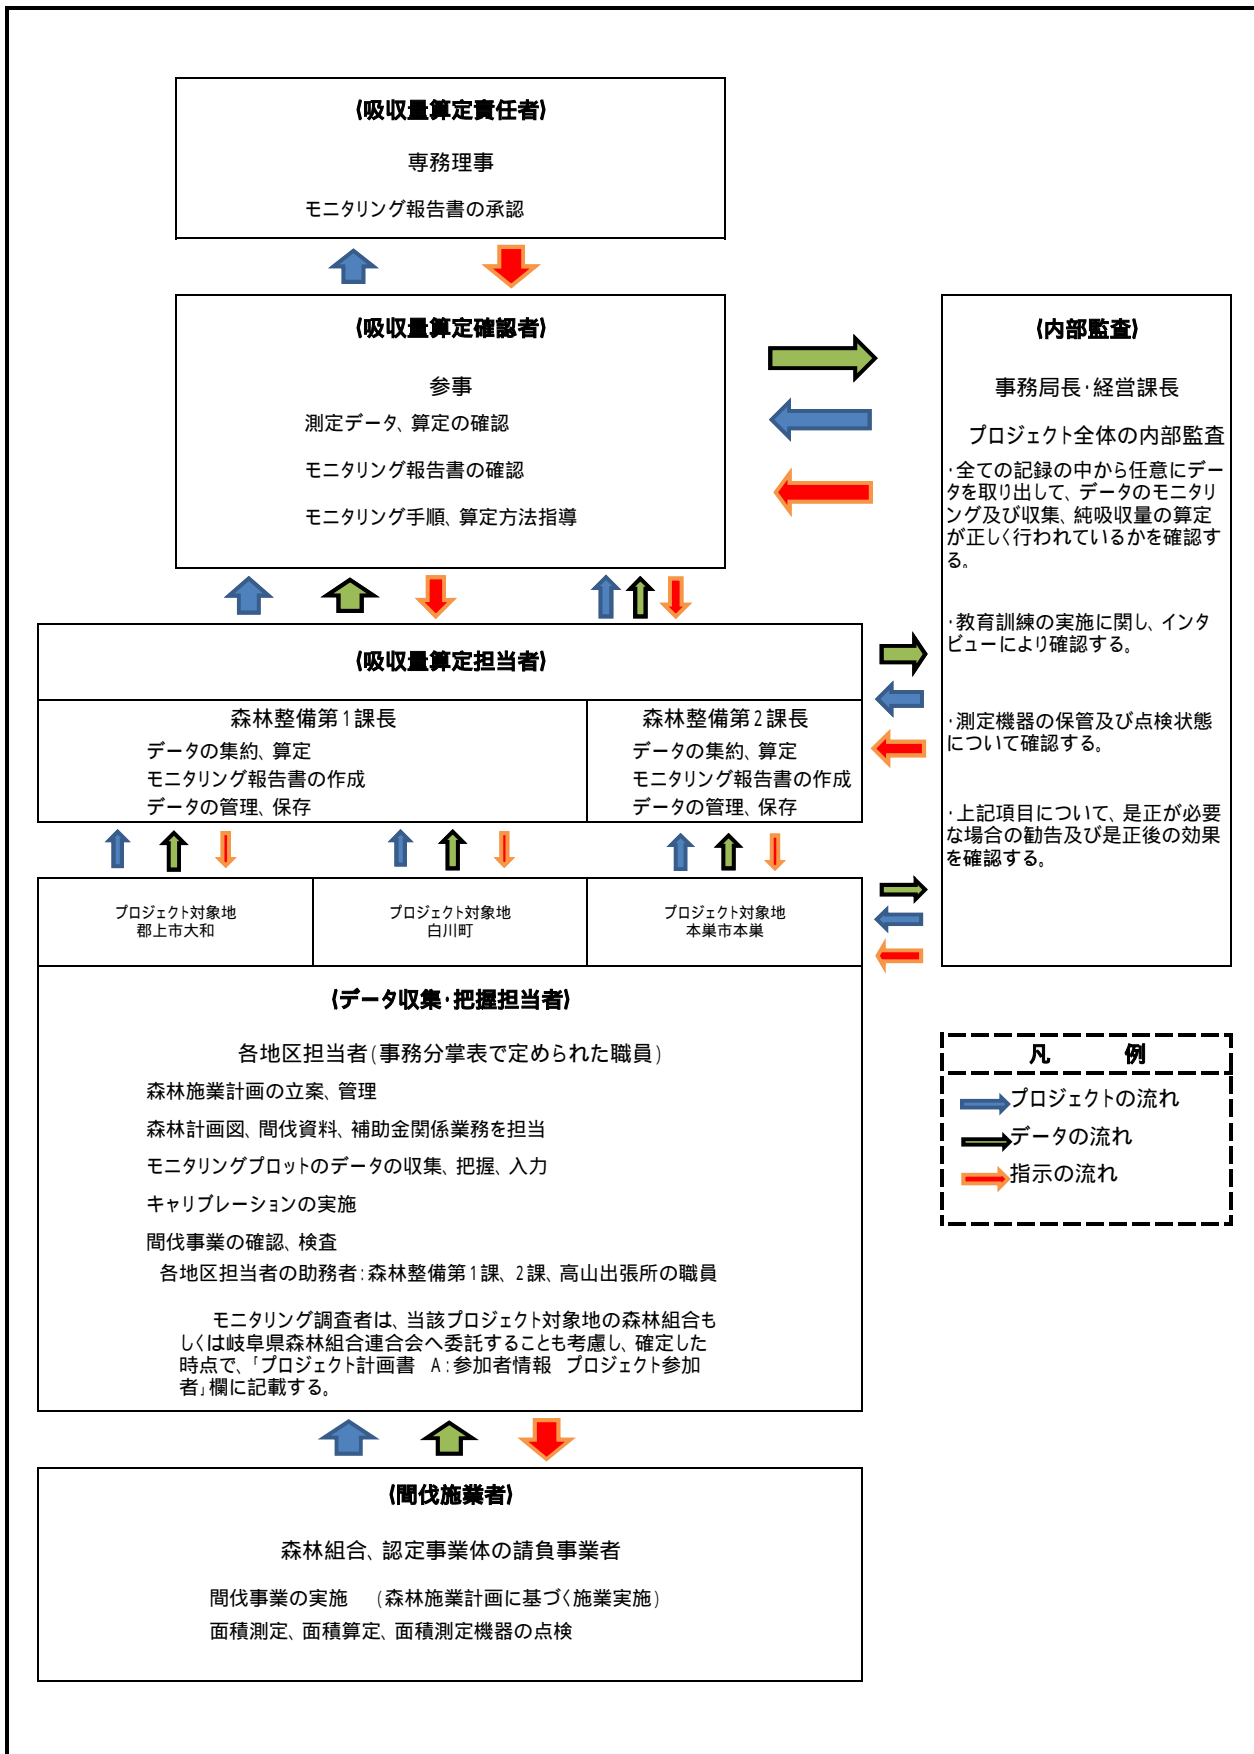 (吸収量算定責任者)
専務理事
モニタリング報告書の承認
(吸収量算定確認者)
参事
測定データ、算定の確認
モニタリング報告書の確認
モニタリング手順、算定方法指導
(内部監査)
事務局長・経営課長
プロジェクト全体の内部監査
・全ての記録の中から任意にデー
タを取り出して、データのモニタリ
ング及び収集、純吸収量の算定
が正しく行われているかを確認す
る。
・教育訓練の実施に関し、インタ
ビューにより確認する。
・測定機器の保管及び点検状態
について確認する。
・上記項目について、是正が必要
な場合の勧告及び是正後の効果
を確認する。
(吸収量算定担当者)
森林整備第1課長
データの集約、算定
モニタリング報告書の作成
データの管理、保存
森林整備第2課長
データの集約、算定
モニタリング報告書の作成
データの管理、保存
プロジェクト対象地
郡上市大和
プロジェクト対象地
白川町
プロジェクト対象地
本巣市本巣
(データ収集・把握担当者)
各地区担当者(事務分掌表で定められた職員)
森林施業計画の立案、管理
森林計画図、間伐資料、補助金関係業務を担当
モニタリングプロットのデータの収集、把握、入力
キャリブレーションの実施
間伐事業の確認、検査
各地区担当者の助務者:森林整備第1課、2課、高山出張所の職員
モニタリング調査者は、当該プロジェクト対象地の森林組合も
しくは岐阜県森林組合連合会へ委託することも考慮し、確定した
時点で、「プロジェクト計画書 A:参加者情報 プロジェクト参加
者」欄に記載する。
凡 例
プロジェクトの流れ
データの流れ
指示の流れ
(間伐施業者)
森林組合、認定事業体の請負事業者
間伐事業の実施 (森林施業計画に基づく施業実施)
面積測定、面積算定、面積測定機器の点検